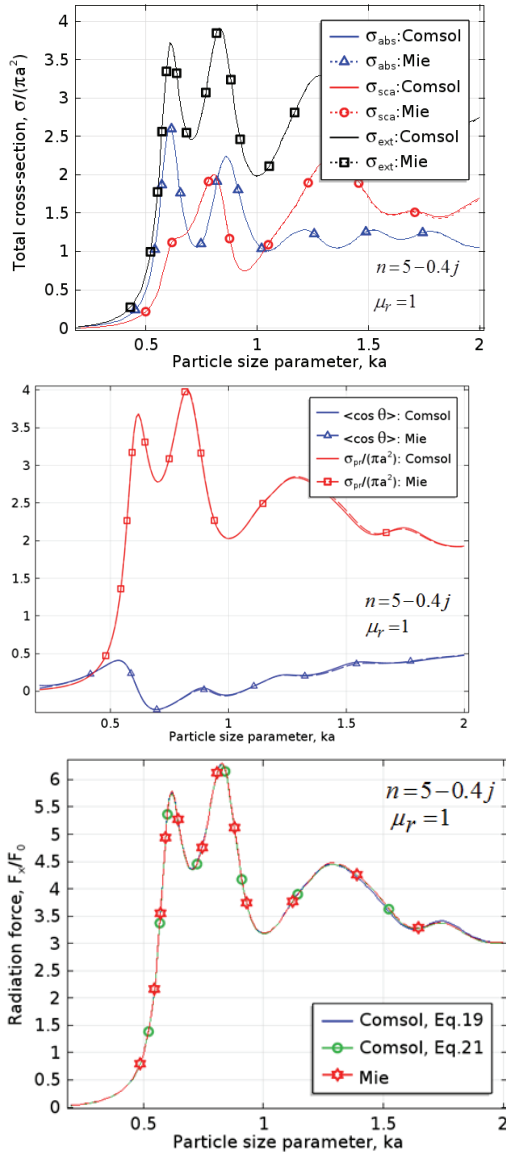 4
3.5
3
2.5
2
1.5
1
0.5
0
Total cross-section, σ/(πa²)
σabs:Comsol
σabs:Mie
σsca:Comsol
σsca:Mie
σext:Comsol
σext:Mie
n=5−0.4j
μr=1
0.5 1 1.5 2
Particle size parameter, ka
4
3.5
3
2.5
2
1.5
1
0.5
0
<cos θ>: Comsol
<cos θ>: Mie
σpr/(πa²): Comsol
σpr/(πa²): Mie
n=5−0.4j
μr=1
0.5 1 1.5 2
Particle size parameter, ka
6
5.5
5
4.5
4
3.5
3
2.5
2
1.5
1
0.5
0
Radiation force, Fx/F0
n=5−0.4j
μr=1
Comsol, Eq.19
Comsol, Eq.21
Mie
0.5 1 1.5 2
Particle size parameter, ka